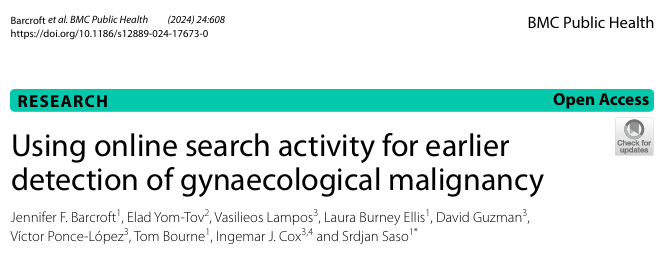 Barcroft et al. BMC Public Health (2024) 24:608
https://doi.org/10.1186/s12889-024-17673-0
BMC Public Health
RESEARCH
Open Access
Check for
updates
Using online search activity for earlier
detection of gynaecological malignancy
Jennifer F. Barcroft1, Elad Yom-Tov2, Vasilieos Lampos3, Laura Burney Ellis1, David Guzman3,
Víctor Ponce-López3, Tom Bourne1, Ingemar J. Cox3,4 and Srdjan Saso1*